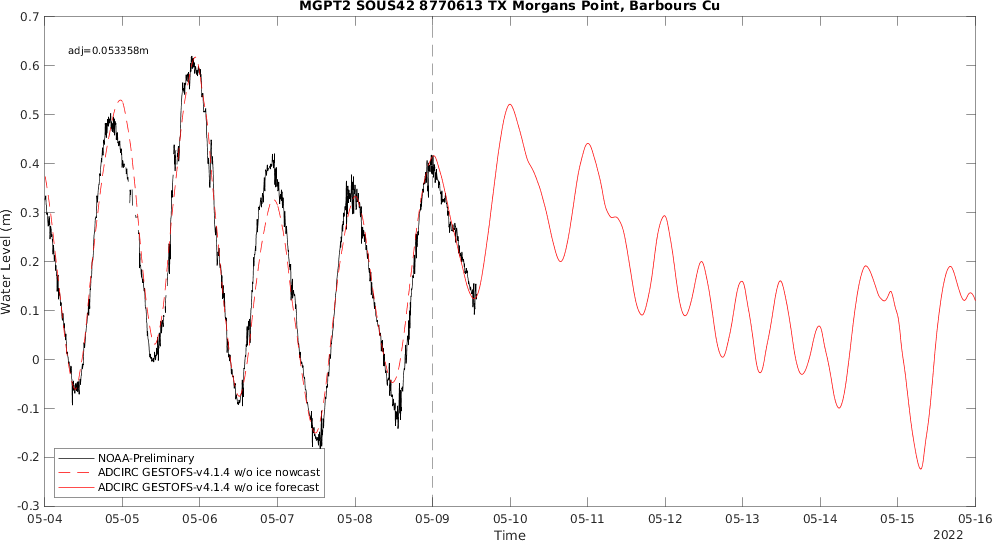 MGPT2 SOUS42 8770613 TX Morgans Point, Barbours Cu
adj=0.053358m
Water Level (m)
0.7
0.6
0.5
0.4
0.3
0.2
0.1
0
-0.1
-0.2
-0.3
NOAA-Preliminary
ADCIRC GESTOFS-v4.1.4 w/o ice nowcast
ADCIRC GESTOFS-v4.1.4 w/o ice forecast
05-04 05-05 05-06 05-07 05-08 05-09 05-10 05-11 05-12 05-13 05-14 05-15 05-16
Time
2022